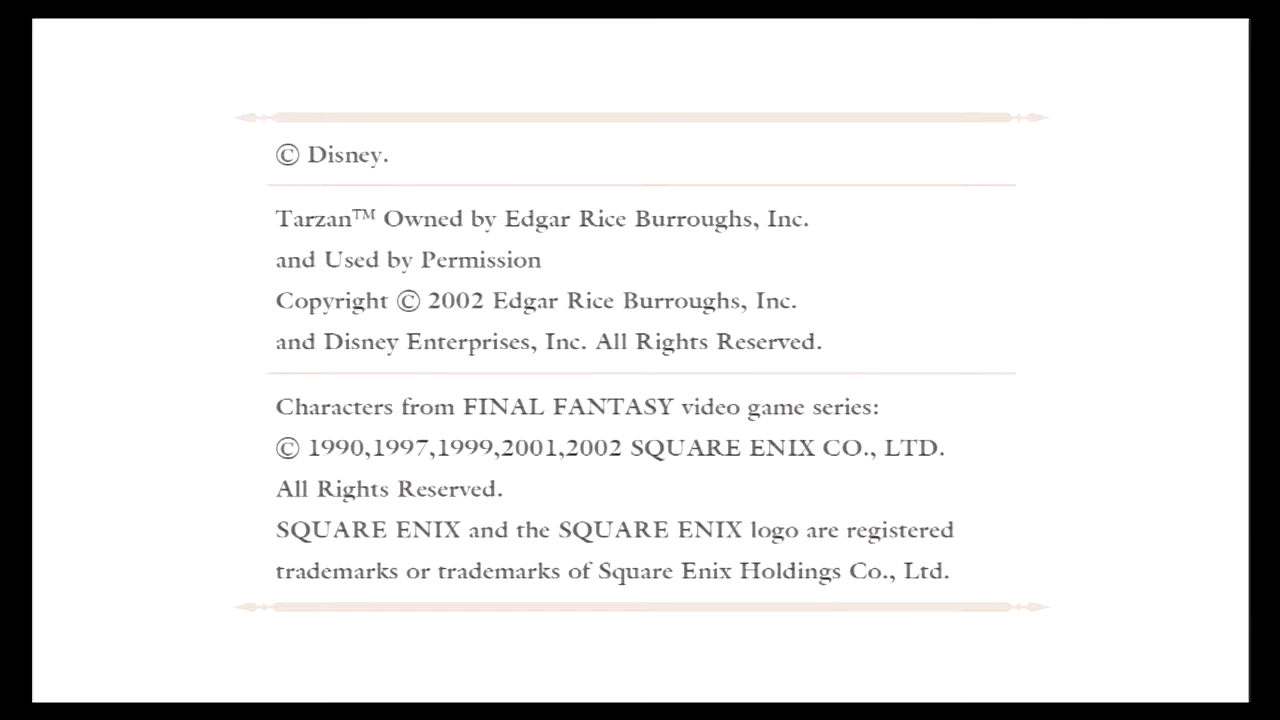 © Disney.
Tarzan™ Owned by Edgar Rice Burroughs, Inc.
and Used by Permission
Copyright © 2002 Edgar Rice Burroughs, Inc.
and Disney Enterprises, Inc. All Rights Reserved.
Characters from FINAL FANTASY video game series:
© 1990,1997,1999,2001,2002 SQUARE ENIX CO., LTD.
All Rights Reserved.
SQUARE ENIX and the SQUARE ENIX logo are registered
trademarks or trademarks of Square Enix Holdings Co., Ltd.